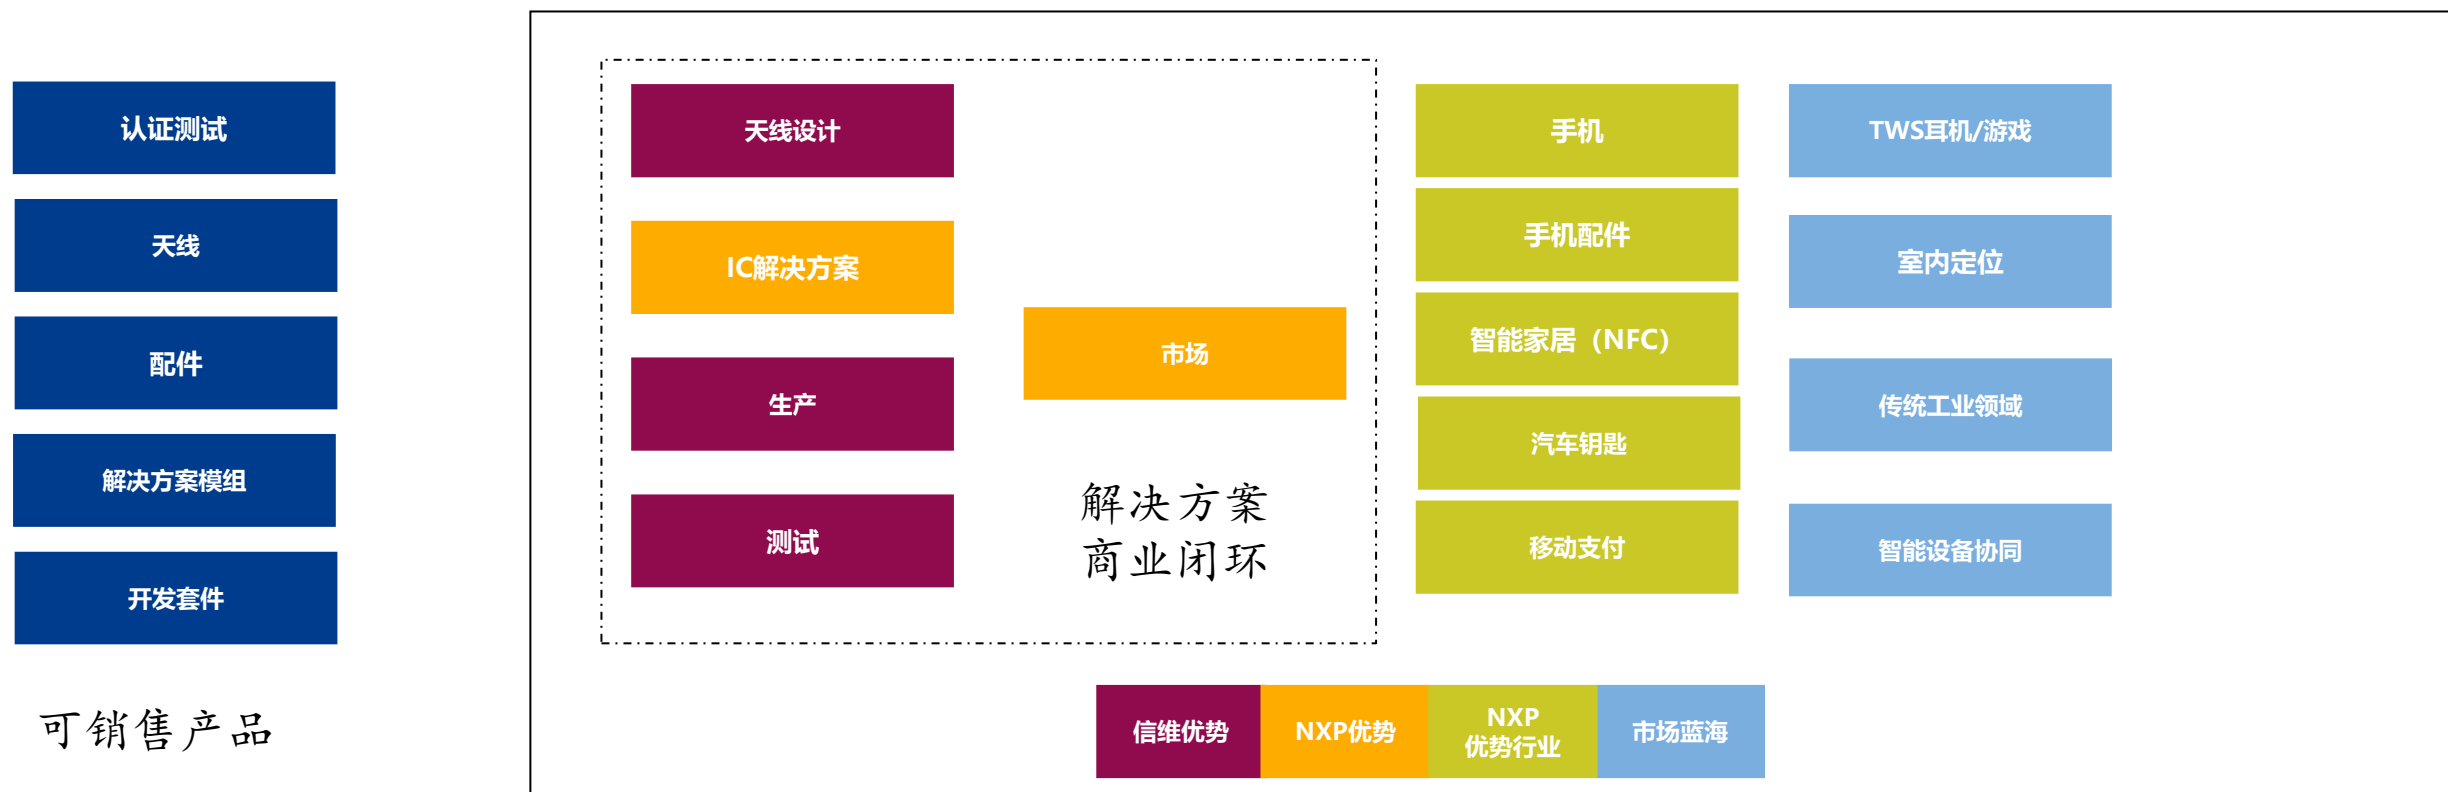 认证测试
天线
配件
解决方案模组
开发套件
可销售产品
天线设计
IC解决方案
生产
测试
市场
解决方案
商业闭环
手机
手机配件
智能家居（NFC）
汽车钥匙
移动支付
TWS耳机/游戏
室内定位
传统工业领域
智能设备协同
信维优势
NXP优势
NXP
优势行业
市场蓝海